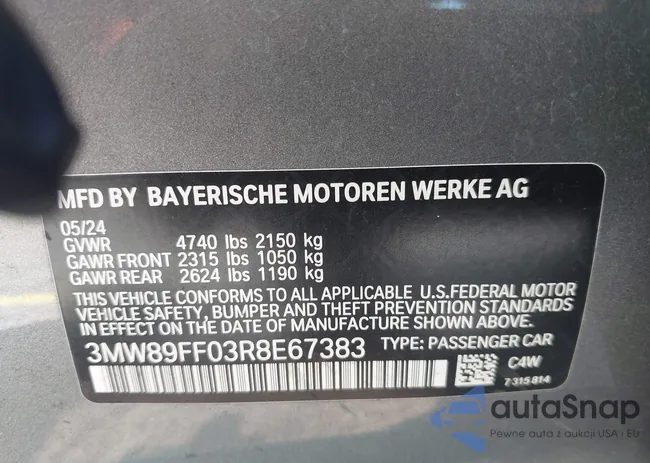 MFD BY BAYERISCHE MOTOREN WERKE AG
05/24
GVWR 4740 lbs 2150 kg
GAWR FRONT 2315 lbs 1050 kg
GAWR REAR 2624 lbs 1190 kg
THIS VEHICLE CONFORMS TO ALL APPLICABLE U.S.FEDERAL MOTOR
VEHICLE SAFETY, BUMPER AND THEFT PREVENTION STANDARDS
IN EFFECT ON THE DATE OF MANUFACTURE SHOWN ABOVE.
3MW89FF03R8E67383 TYPE: PASSENGER CAR
C4W
7315814
autaSnap
Pewne auta z aukcji USA i EU